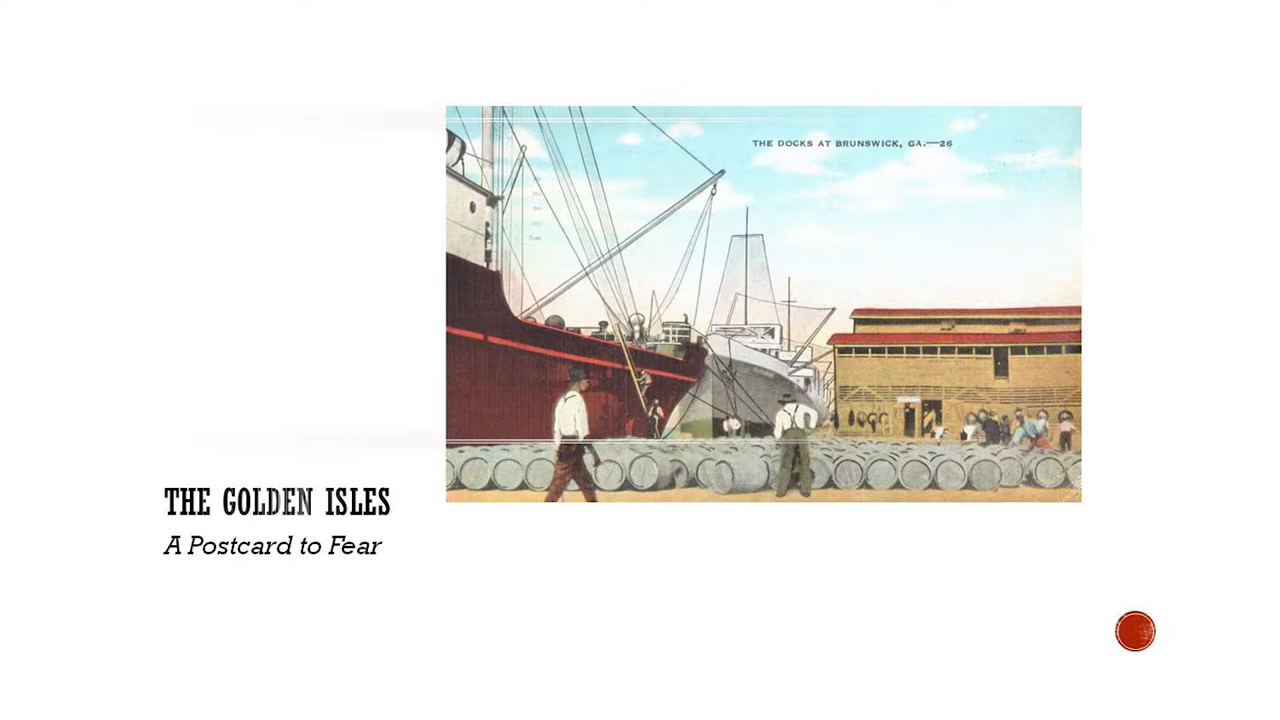 THE DOCKS AT BRUNSWICK, GA.—26
THE GOLDEN ISLES
A Postcard to Fear